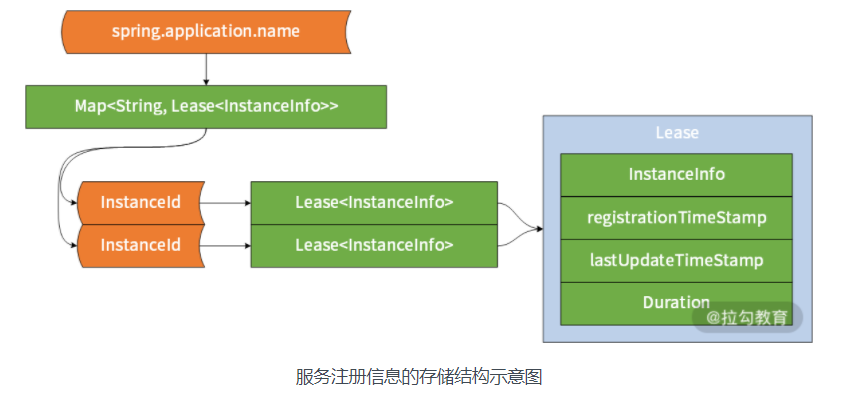 spring.application.name
Map<String, Lease<InstanceInfo>>
InstanceId
Lease<InstanceInfo>
InstanceId
Lease<InstanceInfo>
Lease
InstanceInfo
registrationTimeStamp
lastUpdateTimeStamp
Duration
@拉勾教育
服务注册信息的存储结构示意图